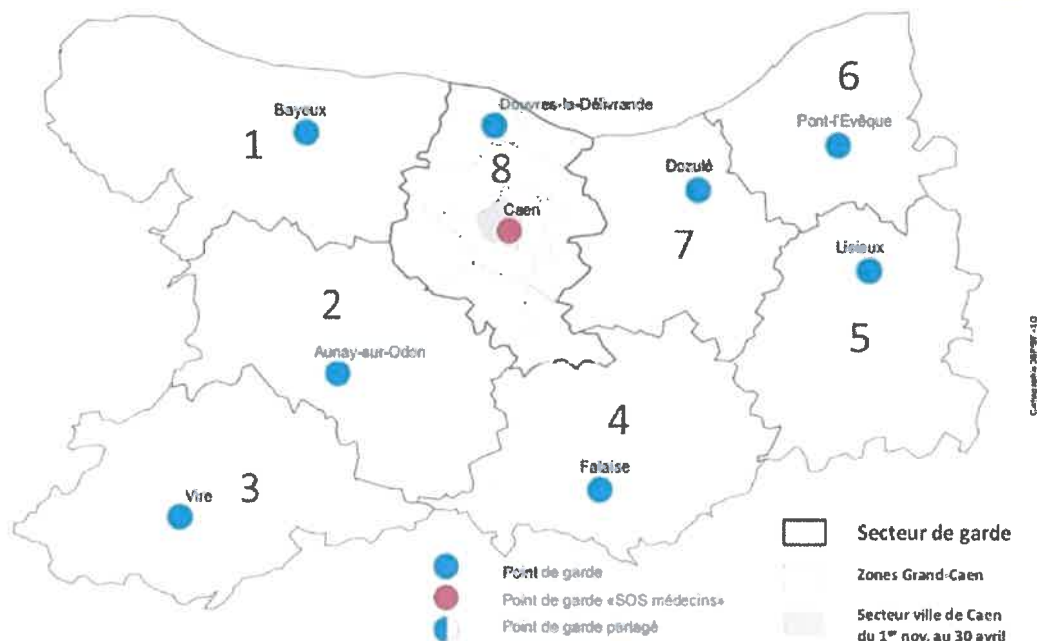 6
Bayeux
Douvres-la-Délivrande
Pont-l'Evêque
1
8
Dozulé
Caen
7
Lisieux
2
5
Aunay-sur-Odon
4
Falaise
Vire
3
Secteur de garde
Point de garde
Zones Grand-Caen
Point de garde «SOS médecins»
Secteur ville de Caen
Point de garde partagé
du 1er nov. au 30 avril